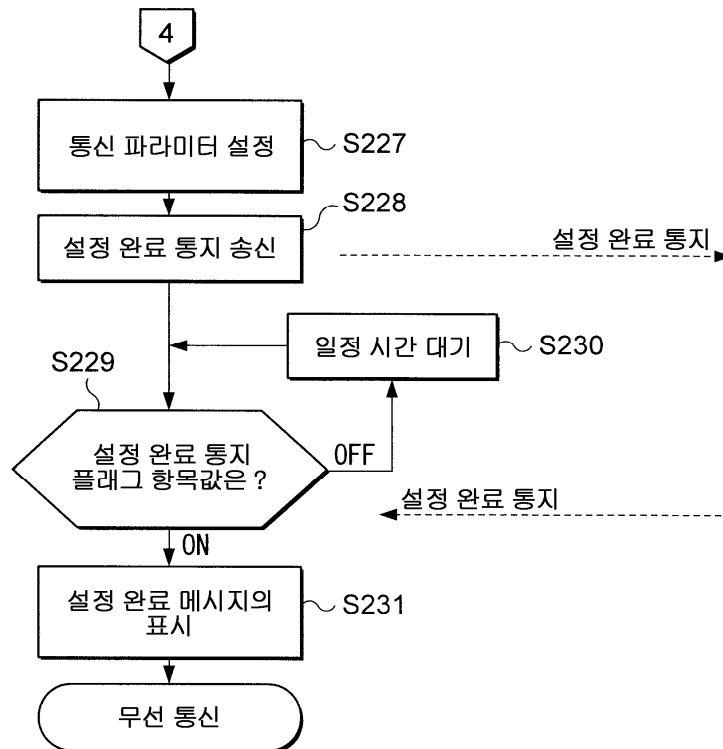 4
통신 파라미터 설정
S227
S228
설정 완료 통지 송신
설정 완료 통지
일정 시간 대기
S230
S229
설정 완료 통지
플래그 항목값은 ?
OFF
설정 완료 통지
ON
설정 완료 메시지의
표시
S231
무선 통신